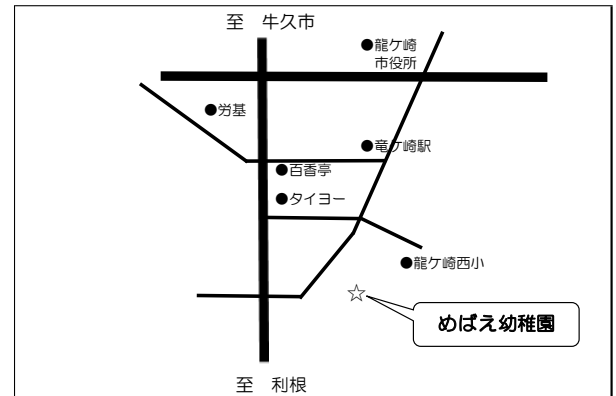 至　牛久市
●龍ケ崎
市役所
●労基
●竜ケ崎駅
●百香亭
●タイヨー
●龍ケ崎西小
☆
めばえ幼稚園
至　利根